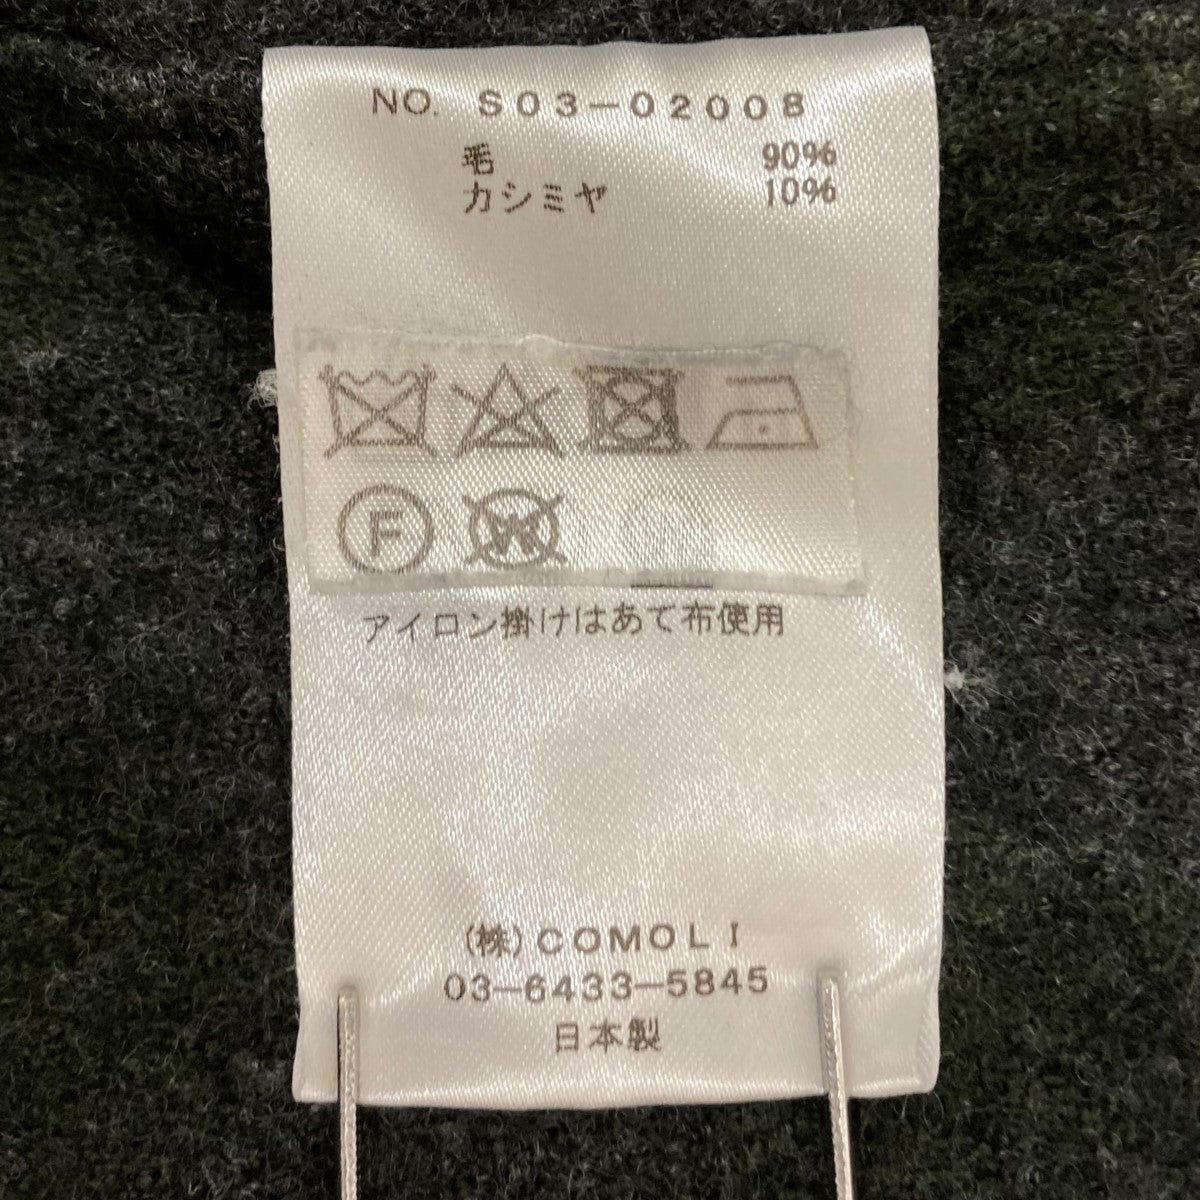 NO. S03-02008
毛 90%
カシミヤ 10%
F
W
アイロン掛けはあて布使用
(株)COMOLI
03-6433-5845
日本製